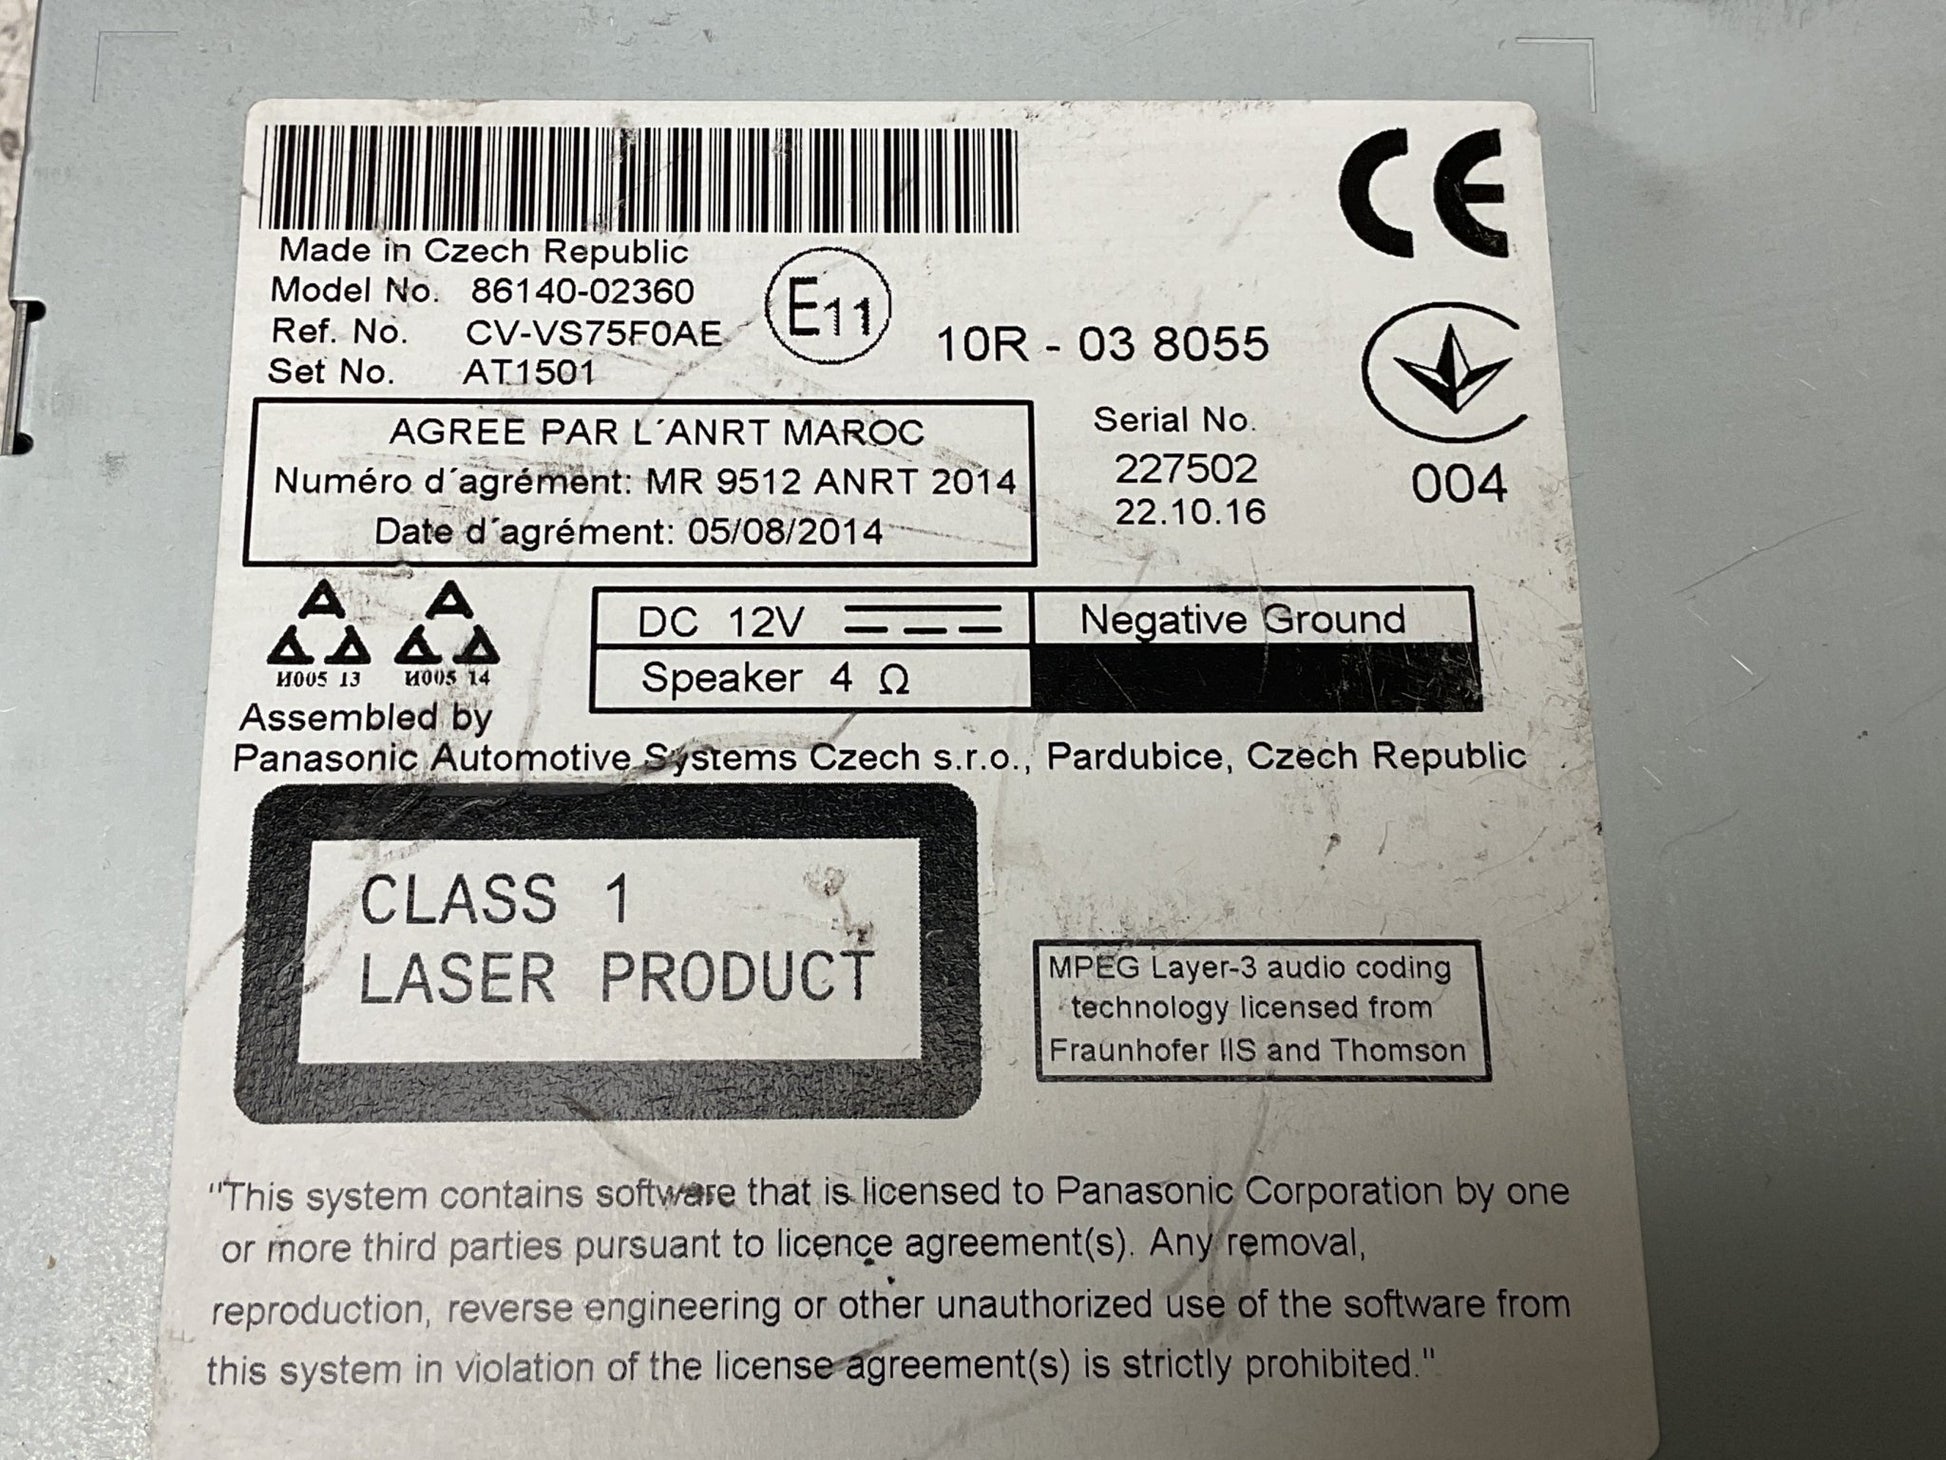 Made in Czech Republic
Model No. 86140-02360
Ref. No. CV-VS75F0AE
Set No. AT1501
E11
10R - 03 8055
CE
AGREE PAR L´ANRT MAROC
Numéro d´agrément: MR 9512 ANRT 2014
Date d´agrément: 05/08/2014
Serial No.
227502
22.10.16
004
И005 13 И005 14
DC 12V Negative Ground
Speaker 4 Ω
Assembled by
Panasonic Automotive Systems Czech s.r.o., Pardubice, Czech Republic
CLASS 1
LASER PRODUCT
MPEG Layer-3 audio coding
technology licensed from
Fraunhofer IIS and Thomson
"This system contains software that is licensed to Panasonic Corporation by one
or more third parties pursuant to licence agreement(s). Any removal,
reproduction, reverse engineering or other unauthorized use of the software from
this system in violation of the license agreement(s) is strictly prohibited."